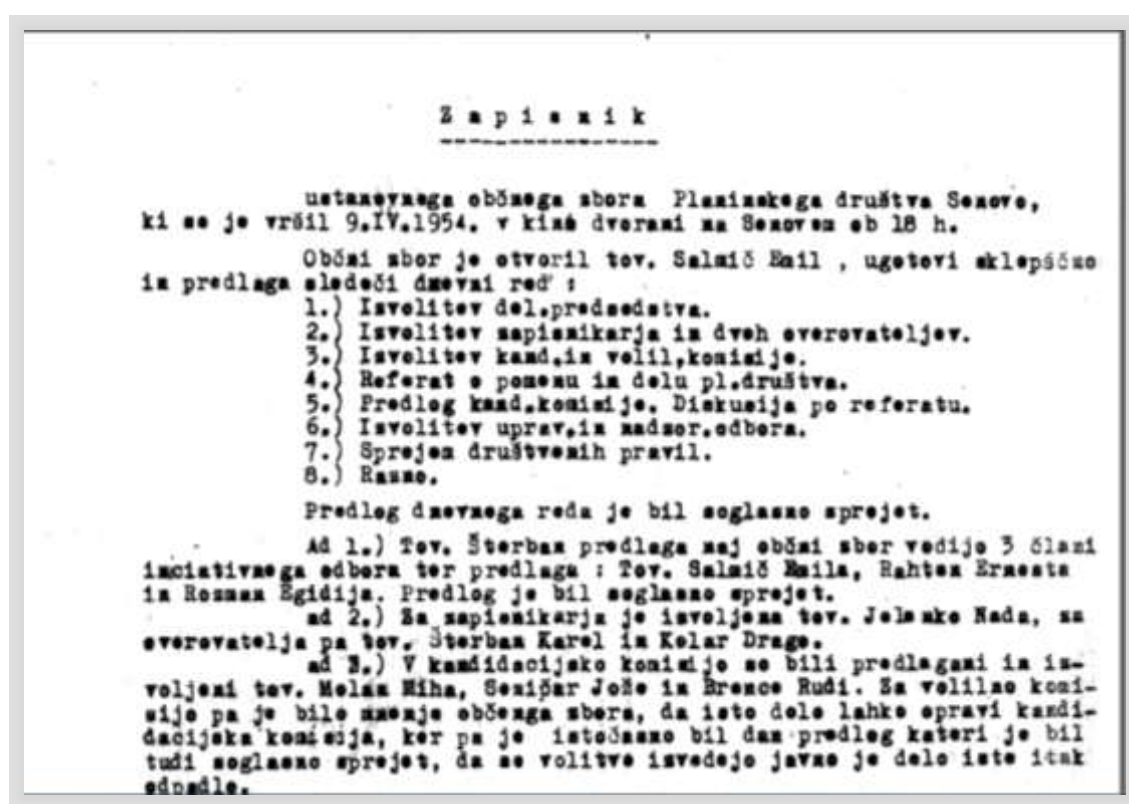 Z a p i s n i k
ustanovnega občnega zbora Planinskega društva Senovo,
ki se je vršil 9.IV.1954. v kino dvorani na Senovem ob 18 h.
Občni zbor je otvoril tov. Salmič Emil , ugotovi sklepčno
in predlaga sledeči dnevni red :
1.) Izvolitev del.predsedstva.
2.) Izvolitev zapisnikarja in dveh overovateljev.
3.) Izvolitev kand.in volil.komisije.
4.) Referat o pomenu in delu pl.društva.
5.) Predlog kand.komisije. Diskusija po referatu.
6.) Izvolitev uprav.in nadzor.odbora.
7.) Sprejem društvenih pravil.
8.) Razno.
Predlog dnevnega reda je bil soglasno sprejet.
Ad 1.) Tov. Šterban predlaga naj občni zbor vodijo 3 člani
inciativnega odbora ter predlaga : Tov. Salmič Emila, Rahten Ernesta
in Rozman Egidija. Predlog je bil soglasno sprejet.
ad 2.) Za zapisnikarja je izvoljena tov. Nada, za
overovatelja pa tov. Šterban Karel in Kolar Drago.
ad 3.) V kandidacijsko komisijo so bili predlagani in iz-
voljeni tov. Molan Miha, Seničar Jože in Brence Rudi. Za volilno komi-
sijo pa je bilo mnenje občenga zbora, da isto delo lahko opravi kandi-
dacijska komisija, ker pa je istočasno bil dan predlog kateri je bil
tudi soglasno sprejet, da se volitve izvedejo javno je delo iste itak
odpadlo.